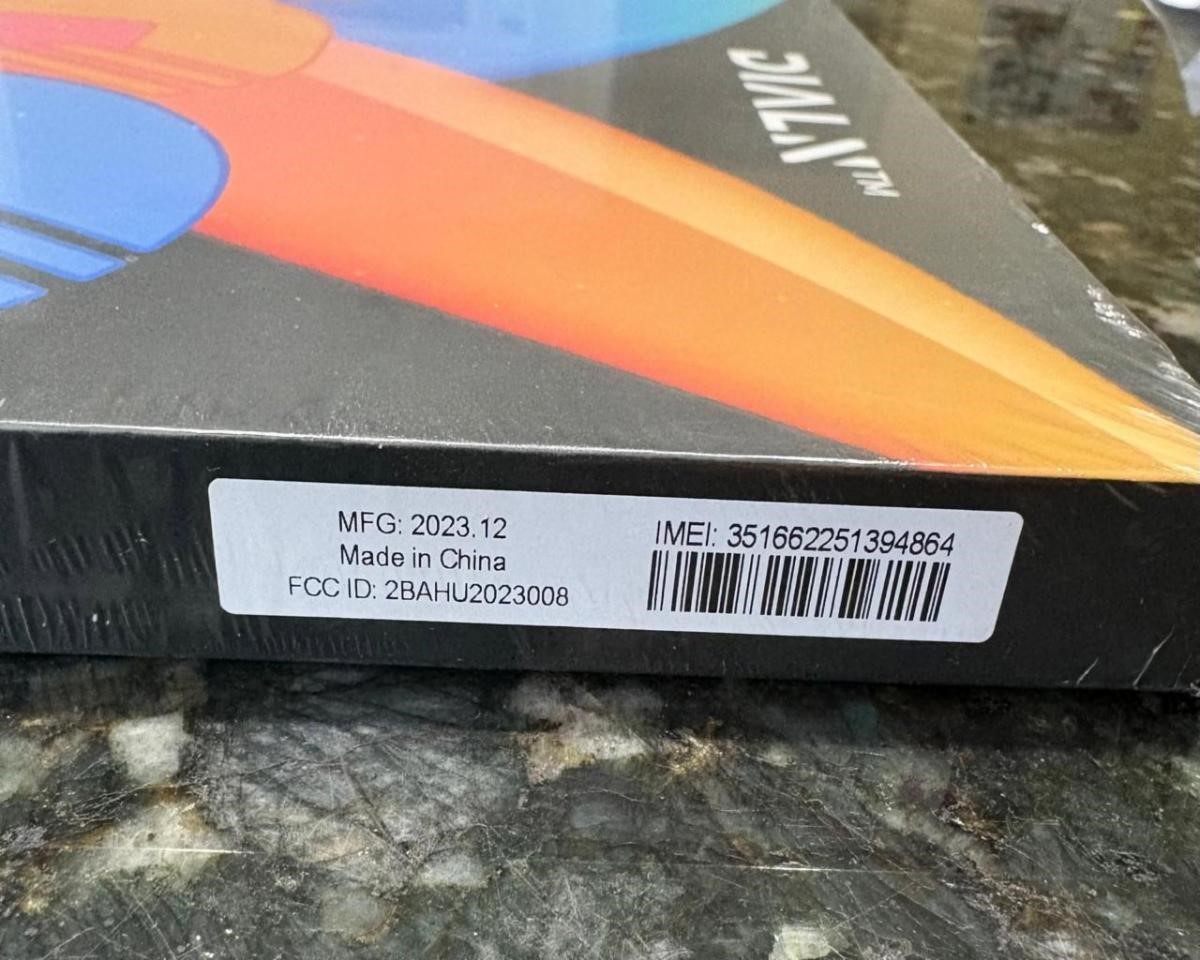 MFG: 2023.12
Made in China
FCC ID: 2BAHU2023008
IMEI: 351662251394864